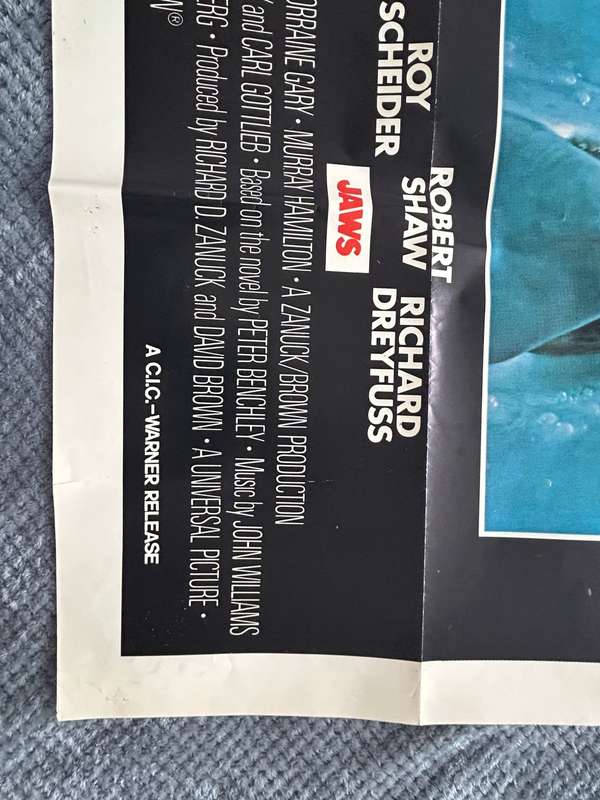 ROY
SCHEIDER
ROBERT
SHAW
RICHARD
DREYFUSS
JAWS
ORRAINE GARY • MURRAY HAMILTON • A ZANUCK/BROWN PRODUCTION
and CARL GOTTLIEB • Based on the novel by PETER BENCHLEY • Music by JOHN WILLIAMS
ERG • Produced by RICHARD D. ZANUCK and DAVID BROWN • A UNIVERSAL PICTURE •
N®
A C.I.C.–WARNER RELEASE